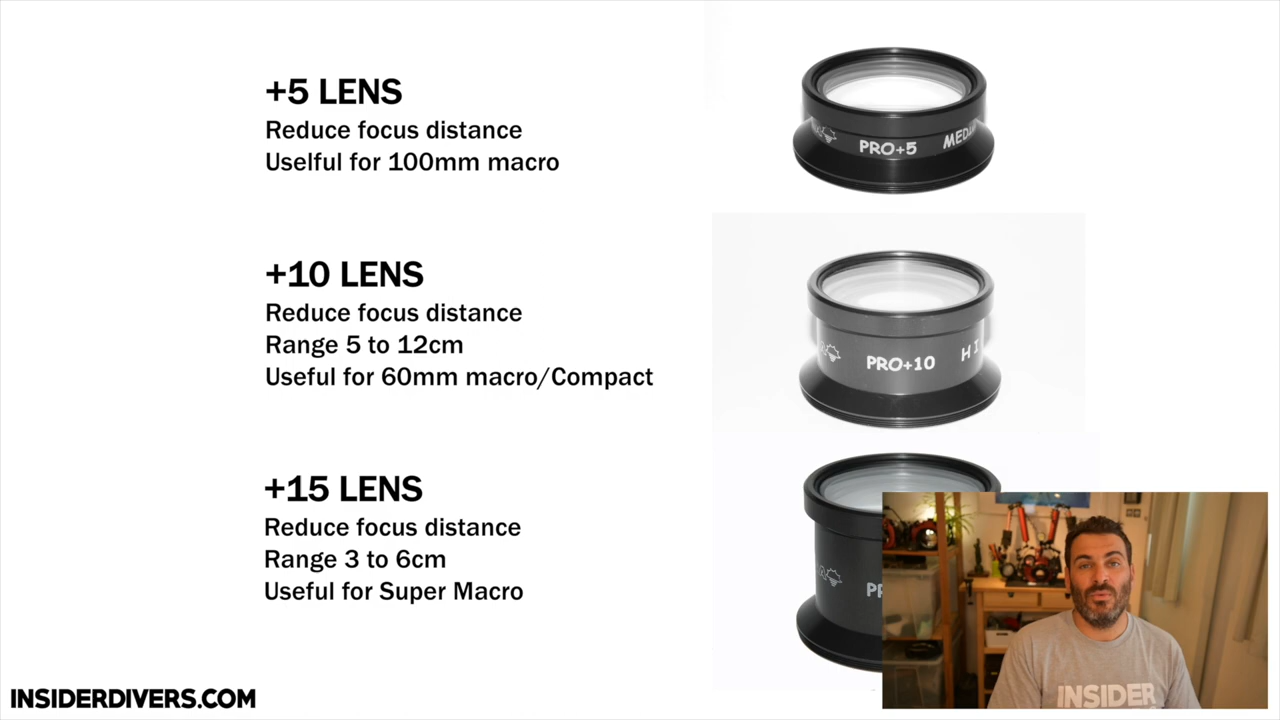 +5 LENS
Reduce focus distance
Uselful for 100mm macro
PRO+5
+10 LENS
Reduce focus distance
Range 5 to 12cm
Useful for 60mm macro/Compact
PRO+10
+15 LENS
Reduce focus distance
Range 3 to 6cm
Useful for Super Macro
INSIDER
INSIDERDIVERS.COM